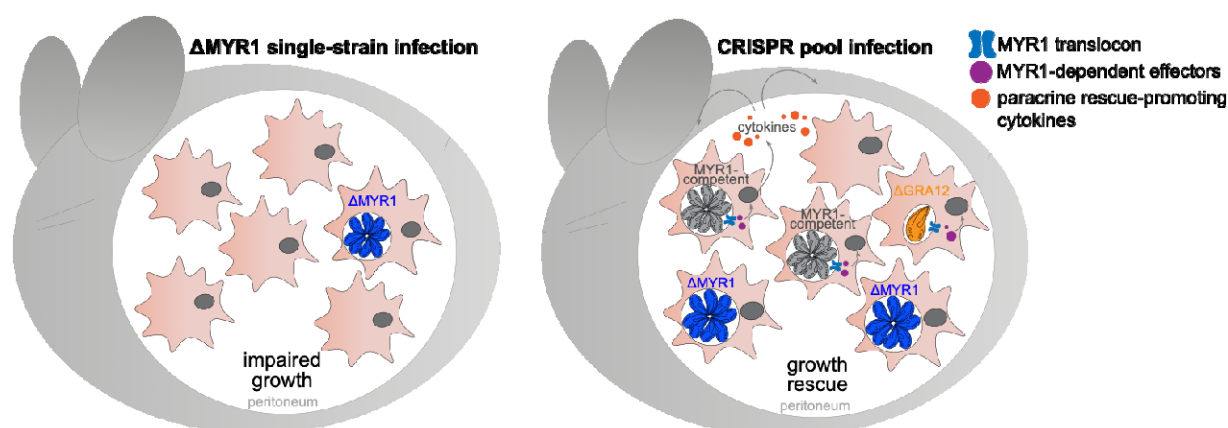 ΔMYR1 single-strain infection
ΔMYR1
impaired
growth
peritoneum
CRISPR pool infection
cytokines
MYR1-
competent
MYR1-
competent
ΔGRA12
ΔMYR1
ΔMYR1
growth
rescue
peritoneum
MYR1 translocon
MYR1-dependent effectors
paracrine rescue-promoting
cytokines